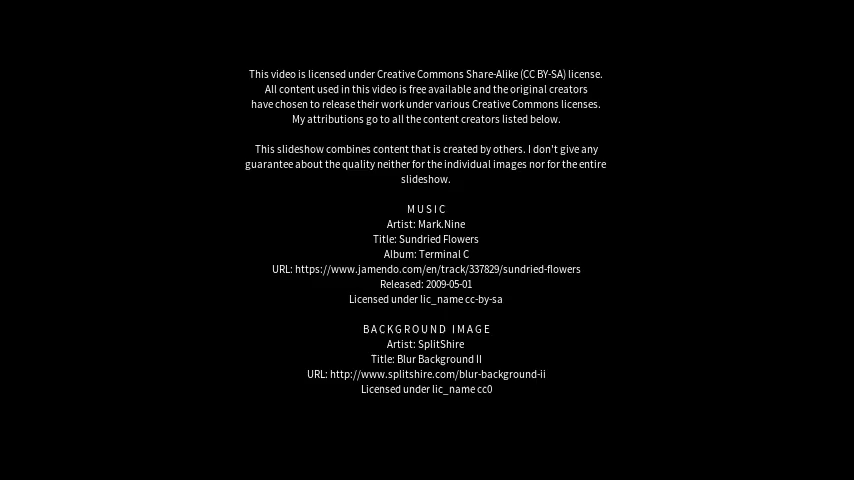 This video is licensed under Creative Commons Share-Alike (CC BY-SA) license.
All content used in this video is free available and the original creators
have chosen to release their work under various Creative Commons licenses.
My attributions go to all the content creators listed below.
This slideshow combines content that is created by others. I don't give any
guarantee about the quality neither for the individual images nor for the entire
slideshow.
MUSIC
Artist: Mark.Nine
Title: Sundried Flowers
Album: Terminal C
URL: https://www.jamendo.com/en/track/337829/sundried-flowers
Released: 2009-05-01
Licensed under lic_name cc-by-sa
BACKGROUND IMAGE
Artist: SplitShire
Title: Blur Background II
URL: http://www.splitshire.com/blur-background-ii
Licensed under lic_name cc0